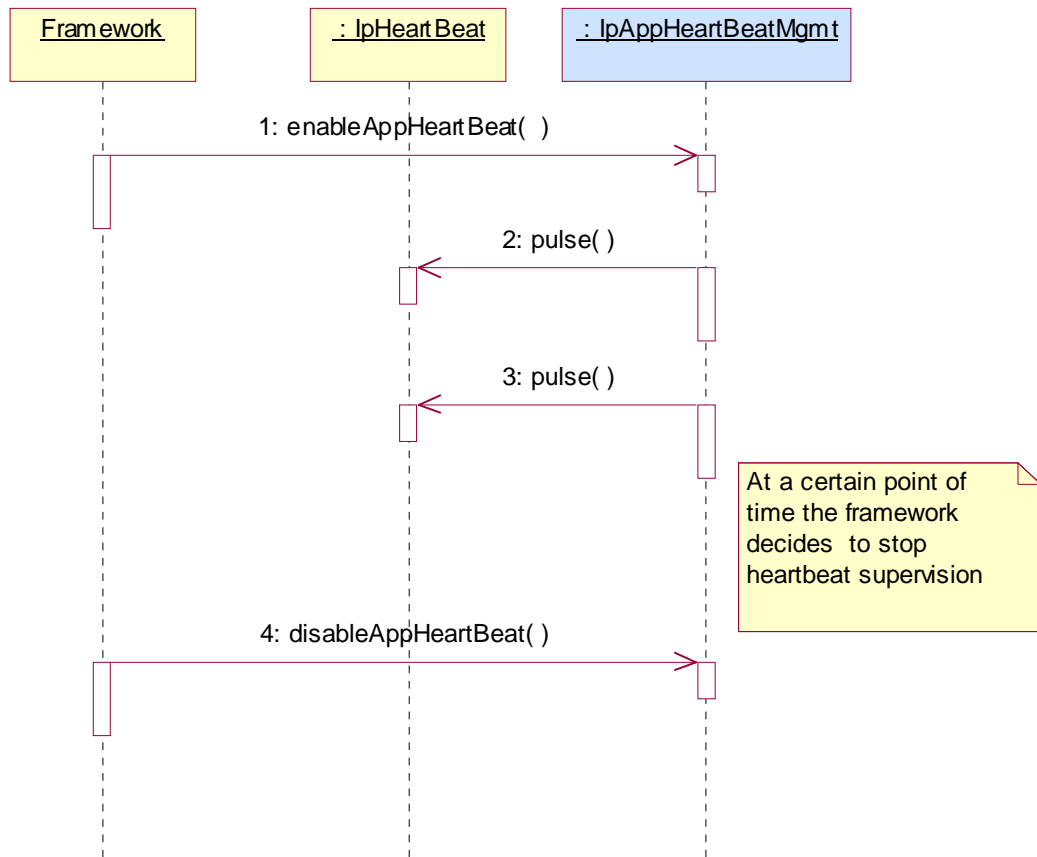 Framework
: IpHeartBeat
: IpAppHeartBeatMgmt
1: enableAppHeartBeat( )
2: pulse( )
3: pulse( )
At a certain point of
time the framework
decides to stop
heartbeat supervision
4: disableAppHeartBeat( )